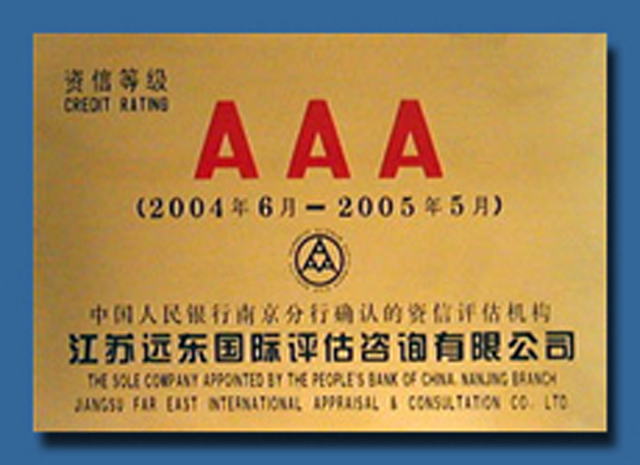 资信等级
CREDIT RATING
AAA
(2004年6月－2005年5月)
中国人民银行南京分行确认的资信评估机构
江苏远东国际评估咨询有限公司
THE SOLE COMPANY APPOINTED BY THE PEOPLE'S BANK OF CHINA. NANJING BRANCH
JIANGSU FAR EAST INTERNATIONAL APPRAISAL & CONSULTATION CO. LTD